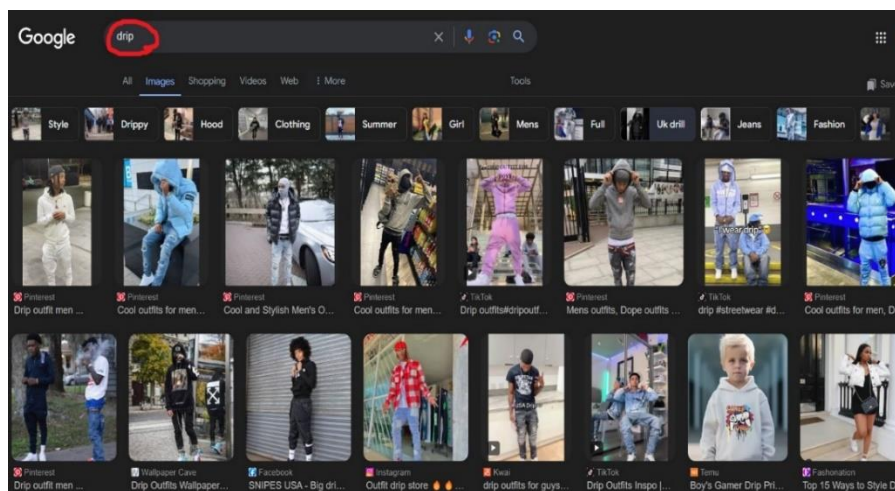 Google drip
All Images Shopping Videos Web More Tools
Sav
Style Drippy Hood Clothing Summer Girl Mens Full Uk drill Jeans Fashion
wear drip
Pinterest Pinterest Pinterest Pinterest TikTok Pinterest TikTok Pinterest
Drip outfit men ... Cool outfits for men... Cool and Stylish Men's O... Cool outfits for men... Drip outfits#dripoutf... Mens outfits, Dope outfits ... drip #streetwear #d... Cool outfits for men, D
Pinterest Wallpaper Cave Facebook Instagram Kwai TikTok Temu Fashionation
Drip outfit men ... Drip Outfits Wallpaper... SNIPES USA - Big dri... Outfit drip store 🔥 🔥 ... drip outfits for guys... Drip Outfits Inspo |... Boy's Gamer Drip Pri... Top 15 Ways to Style